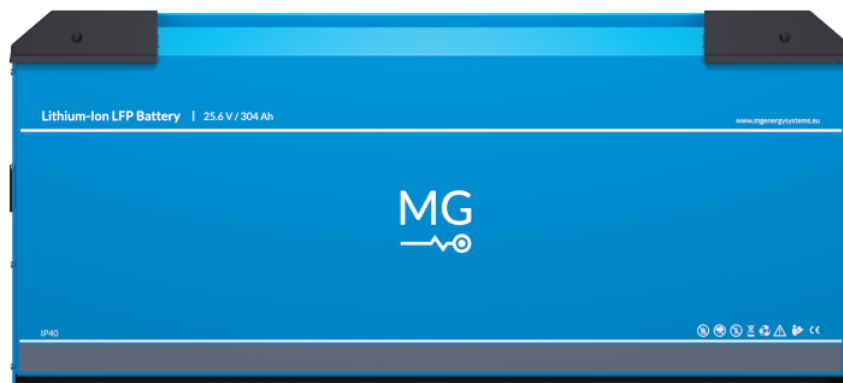 Lithium-Ion LFP Battery | 25.6 V / 304 Ah
www.mgenergysystems.eu
MG
IP40
CE